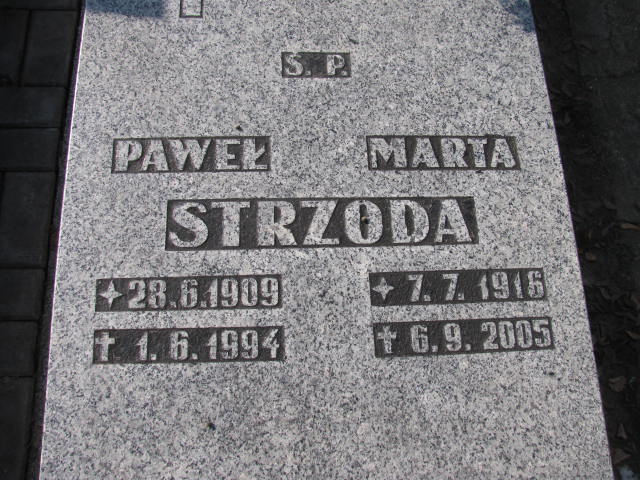 Ś. P.
PAWEŁ MARTA
STRZODA
28.6.1909 7.7.1916
† 1.6.1994 † 6.9.2005